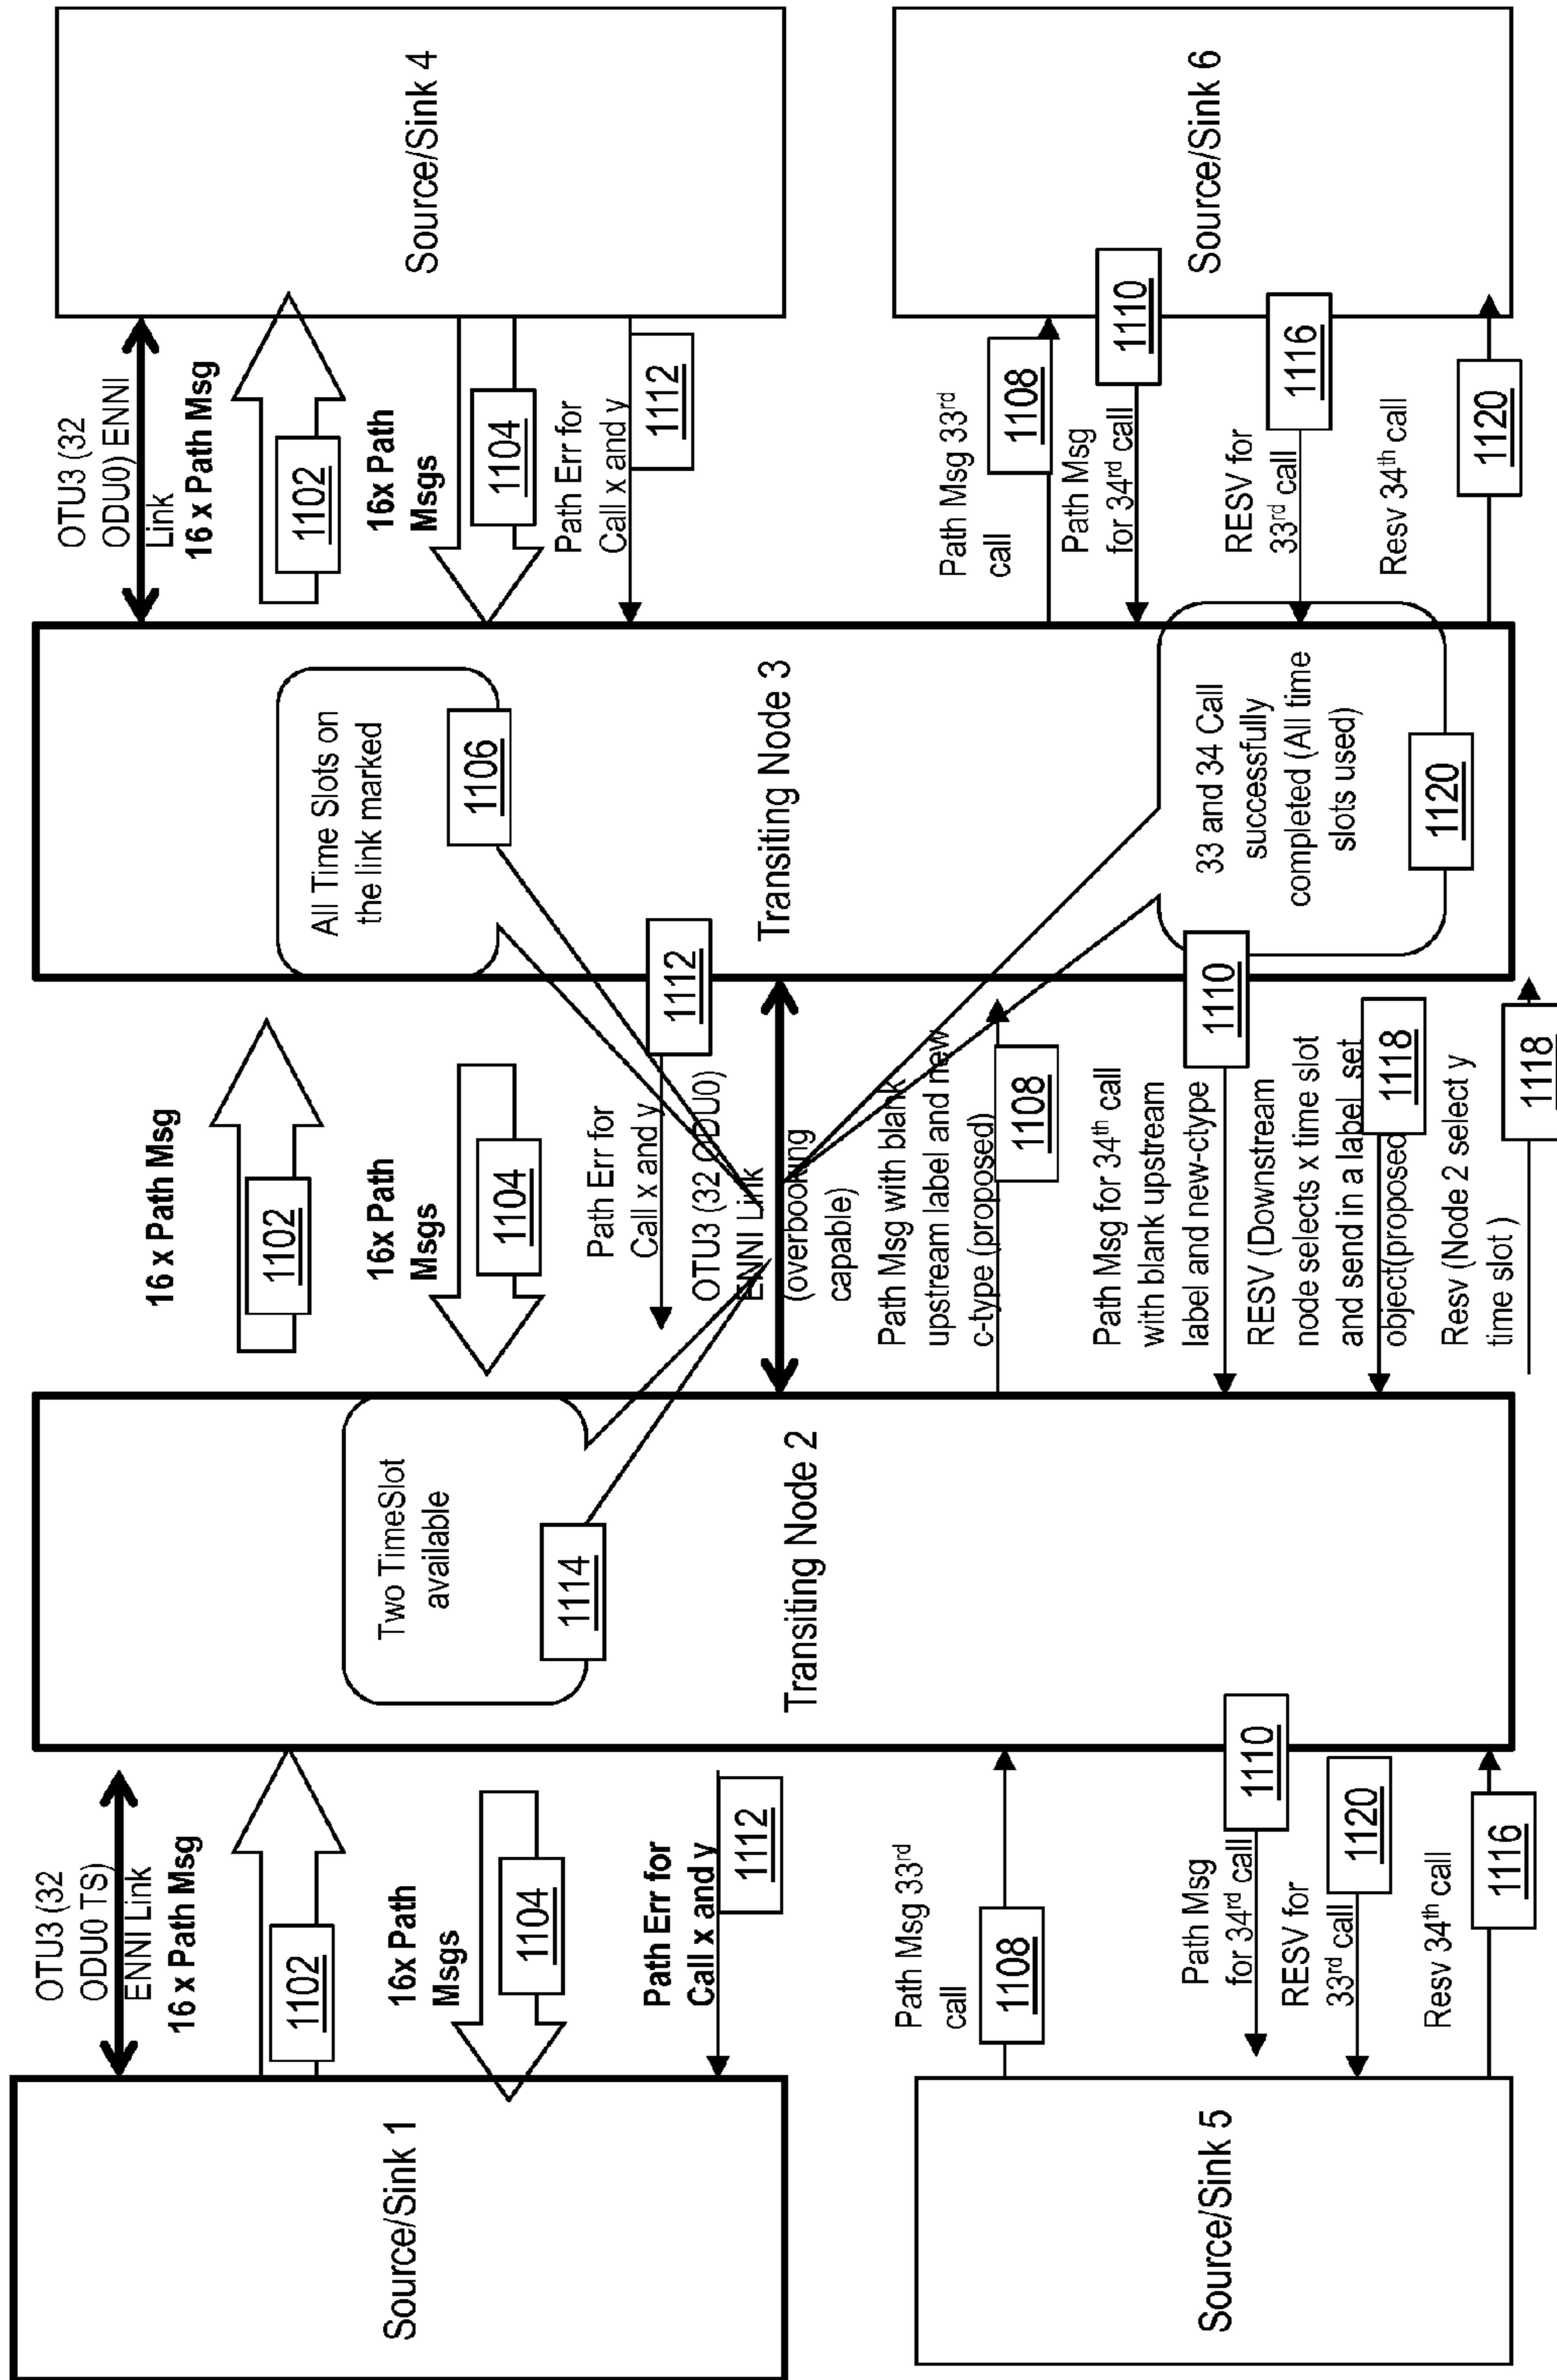 Source/Sink 1
Source/Sink 5
OTU3 (32
ODU0 TS)
ENNI Link
16 x Path Msg
1102
16x Path
Msgs
1104
Path Err for
Call x and y
1112
Path Msg 33rd
call
1108
Path Msg
for 34rd call
1110
RESV for
33rd call
1120
Resv 34th call
1116
Two TimeSlot
available
1114
Transiting Node 2
16 x Path Msg
1102
16x Path
Msgs
1104
Path Err for
Call x and y
1112
OTU3 (32 ODU0)
ENNI Link
(overbooking
capable)
Path Msg with blank
upstream label and new
c-type (proposed)
1108
Path Msg for 34th call
with blank upstream
label and new-ctype
1110
RESV (Downstream
node selects x time slot
and send in a label_set
object(proposed
1118
Resv (Node 2 select y
time slot )
1118
All Time Slots on
the link marked
1106
Transiting Node 3
33 and 34 Call
successfully
completed (All time
slots used)
1120
OTU3 (32
ODU0) ENNI
Link
16 x Path Msg
1102
16x Path
Msgs
1104
Path Err for
Call x and y
1112
Path Msg 33rd
call
1108
Path Msg
for 34rd call
1110
RESV for
33rd call
1116
Resv 34th call
1120
Source/Sink 4
Source/Sink 6